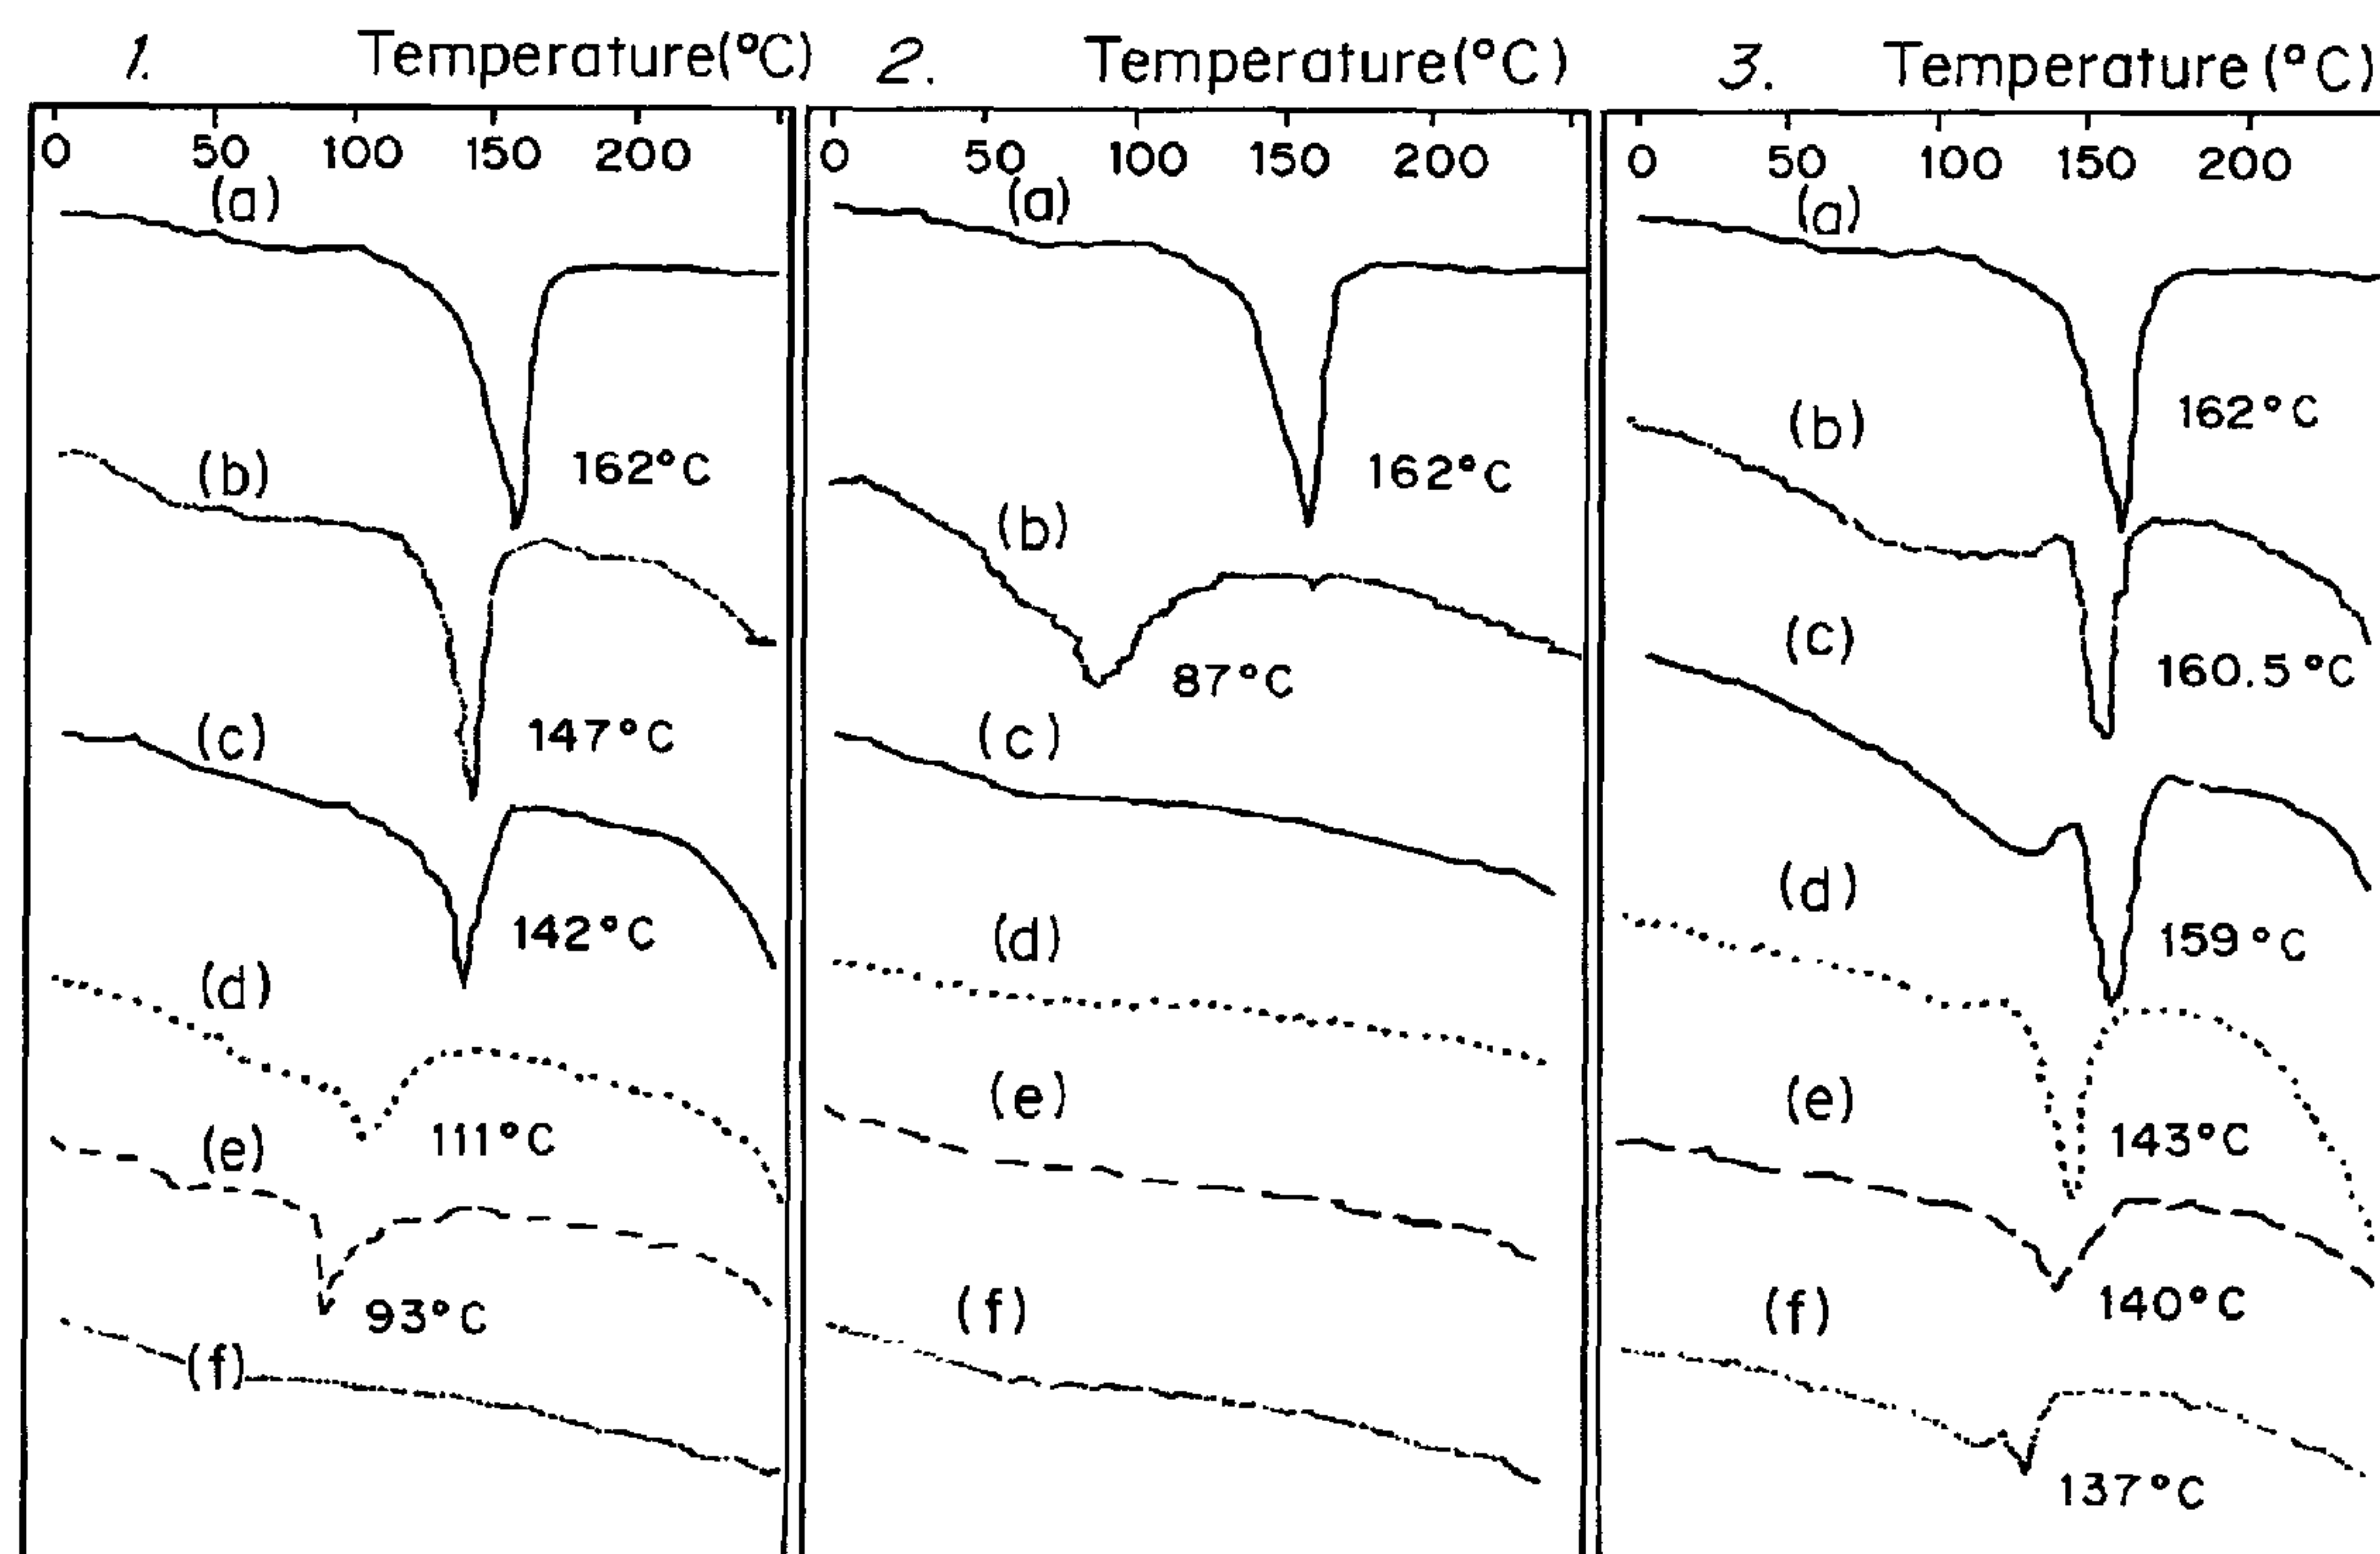 1. Temperature(°C)
0 50 100 150 200
(a)
162°C
(b)
147°C
(c)
142°C
(d)
111°C
(e)
93°C
(f)
2. Temperature(°C)
0 50 100 150 200
(a)
162°C
(b)
87°C
(c)
(d)
(e)
(f)
3. Temperature (°C)
0 50 100 150 200
(a)
162°C
(b)
160.5°C
(c)
159°C
(d)
143°C
(e)
140°C
(f)
137°C